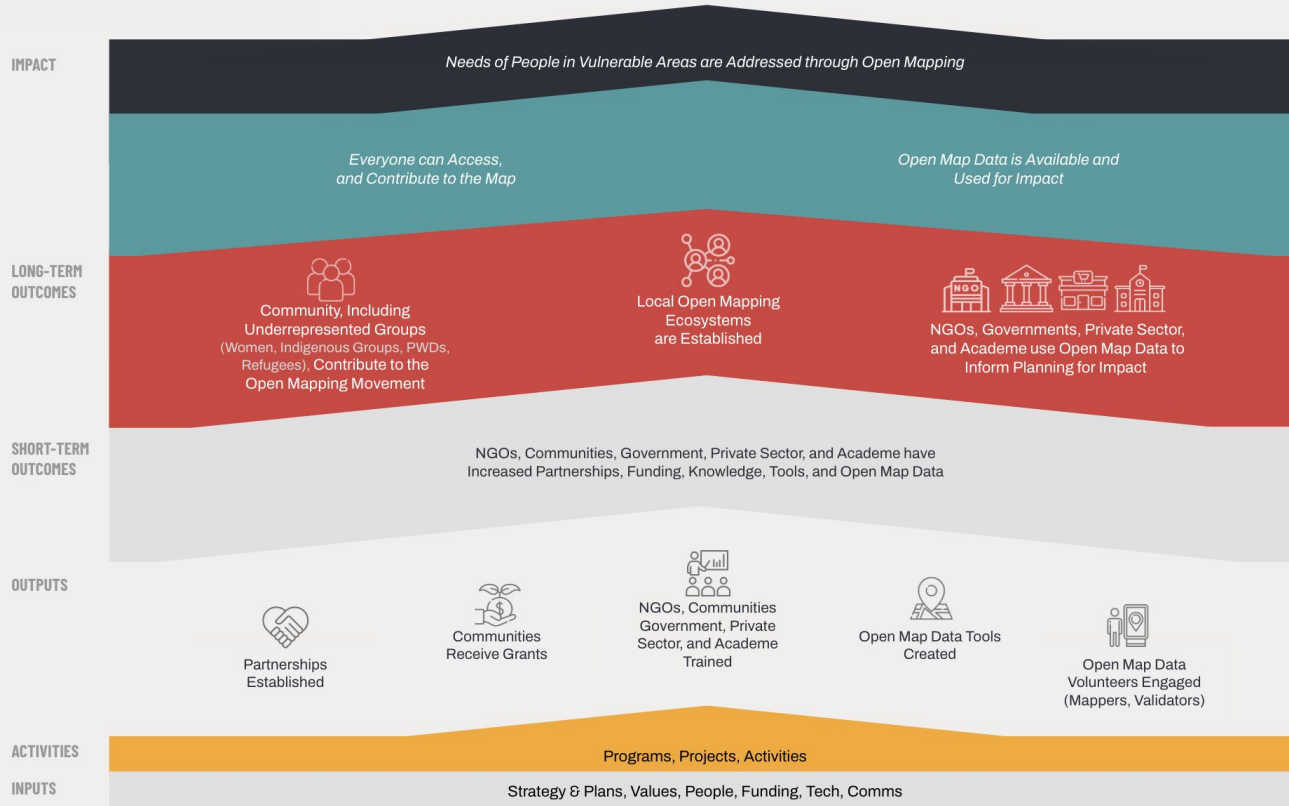 IMPACT
Needs of People in Vulnerable Areas are Addressed through Open Mapping
Everyone can Access,
and Contribute to the Map
Open Map Data is Available and
Used for Impact
LONG-TERM
OUTCOMES
Community, Including
Underrepresented Groups
(Women, Indigenous Groups, PWDs,
Refugees), Contribute to the
Open Mapping Movement
Local Open Mapping
Ecosystems
are Established
NGO
NGOs, Governments, Private Sector,
and Academe use Open Map Data to
Inform Planning for Impact
SHORT-TERM
OUTCOMES
NGOs, Communities, Government, Private Sector, and Academe have
Increased Partnerships, Funding, Knowledge, Tools, and Open Map Data
OUTPUTS
Partnerships
Established
$
Communities
Receive Grants
NGOs, Communities
Government, Private
Sector, and Academe
Trained
Open Map Data Tools
Created
Open Map Data
Volunteers Engaged
(Mappers, Validators)
ACTIVITIES
Programs, Projects, Activities
INPUTS
Strategy & Plans, Values, People, Funding, Tech, Comms